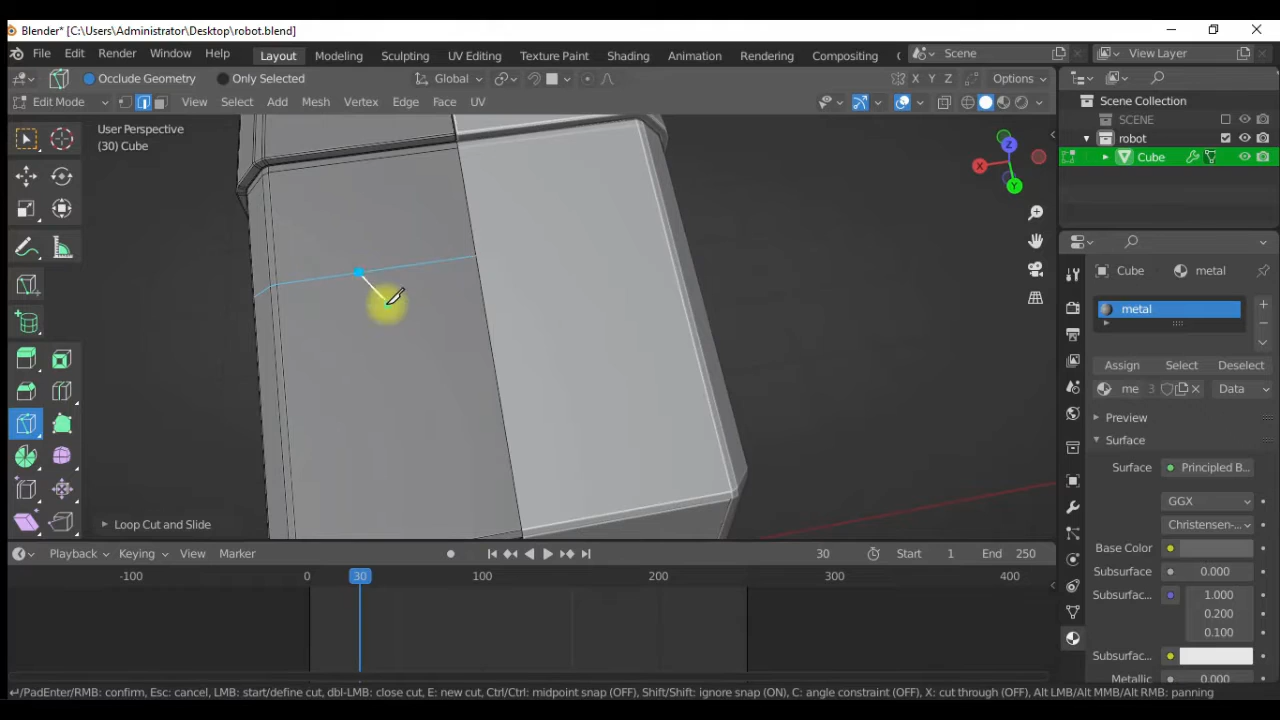 Blender* [C:\Users\Administrator\Desktop\robot.blend]
File Edit Render Window Help Layout Modeling Sculpting UV Editing Texture Paint Shading Animation Rendering Compositing Scene View Layer
Occlude Geometry Only Selected Global X Y Z Options
Edit Mode View Select Add Mesh Vertex Edge Face UV
User Perspective
(30) Cube
Z
X
Y
Loop Cut and Slide
Scene Collection
SCENE
robot
Cube
Cube metal
metal
Assign Select Deselect
me 3 Data
Preview
Surface
Surface Principled B...
GGX
Christensen-...
Base Color
Subsurface 0.000
Subsurfac... 1.000
0.200
0.100
Subsurfac...
Metallic 0.000
Playback Keying View Marker 30 Start 1 End 250
-100 0 30 100 200 300 400
↵/PadEnter/RMB: confirm, Esc: cancel, LMB: start/define cut, dbl-LMB: close cut, E: new cut, Ctrl/Ctrl: midpoint snap (OFF), Shift/Shift: ignore snap (ON), C: angle constraint (OFF), X: cut through (OFF), Alt LMB/Alt MMB/Alt RMB: panning